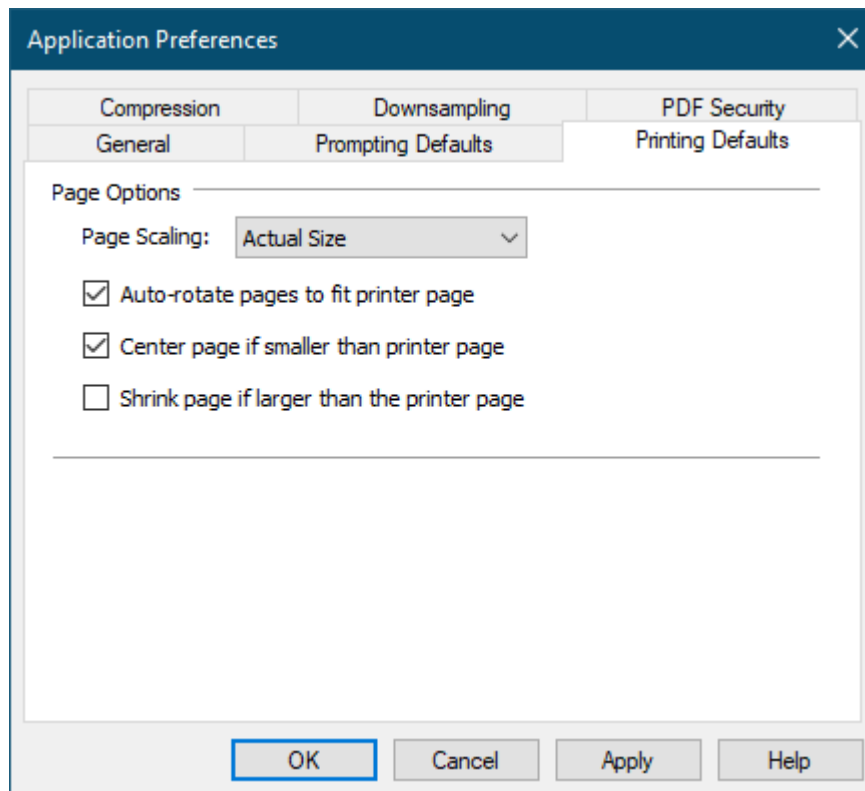 Application Preferences
Compression Downsampling PDF Security
General Prompting Defaults Printing Defaults
Page Options
Page Scaling: Actual Size
Auto-rotate pages to fit printer page
Center page if smaller than printer page
Shrink page if larger than the printer page
OK Cancel Apply Help